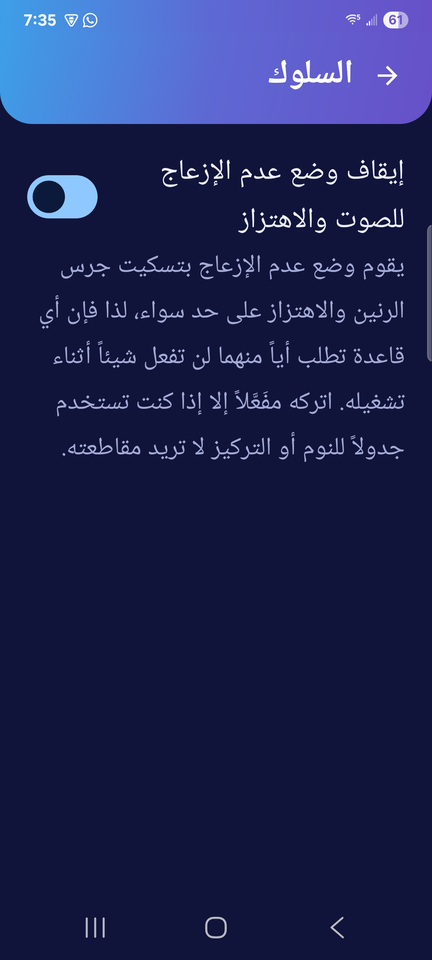 7:35
61
السلوك
إيقاف وضع عدم الإزعاج
للصوت والاهتزاز
يقوم وضع عدم الإزعاج بتسكيت جرس
الرنين والاهتزاز على حد سواء، لذا فإن أي
قاعدة تطلب أياً منهما لن تفعل شيئاً أثناء
تشغيله. اتركه مفَعَّلاً إلا إذا كنت تستخدم
جدولاً للنوم أو التركيز لا تريد مقاطعته.